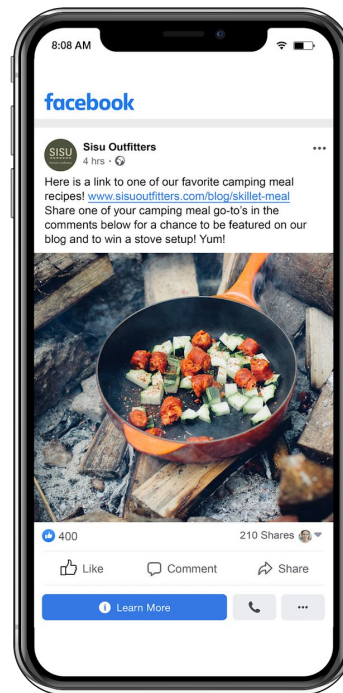 8:08 AM
facebook
SISU
Sisu Outfitters
4 hrs ·
Here is a link to one of our favorite camping meal
recipes! www.sisuoutfitters.com/blog/skillet-meal
Share one of your camping meal go-to's in the
comments below for a chance to be featured on our
blog and to win a stove setup! Yum!
400
210 Shares
Like
Comment
Share
Learn More